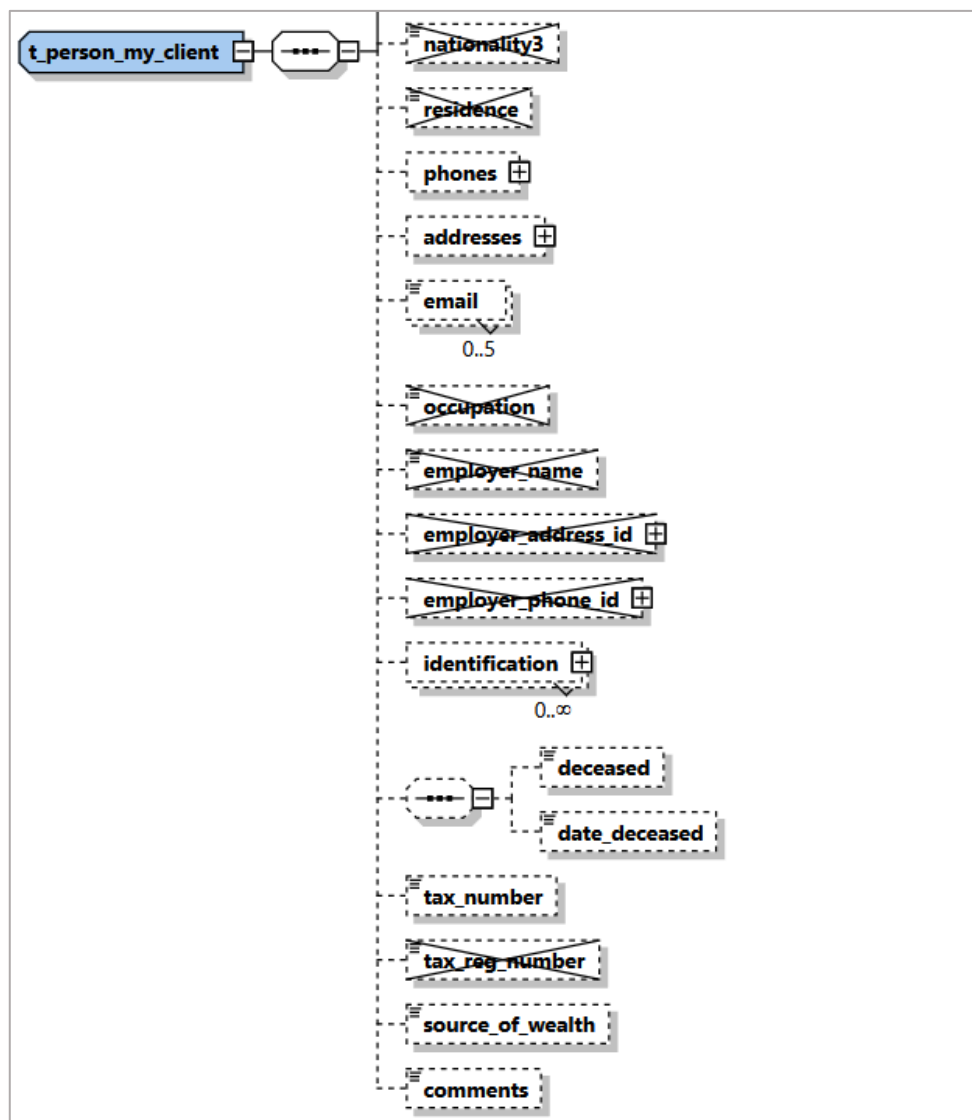 t_person_my_client
nationality3
residence
phones
addresses
email
0..5
occupation
employer_name
employer_address_id
employer_phone_id
identification
0..∞
deceased
date_deceased
tax_number
tax_reg_number
source_of_wealth
comments